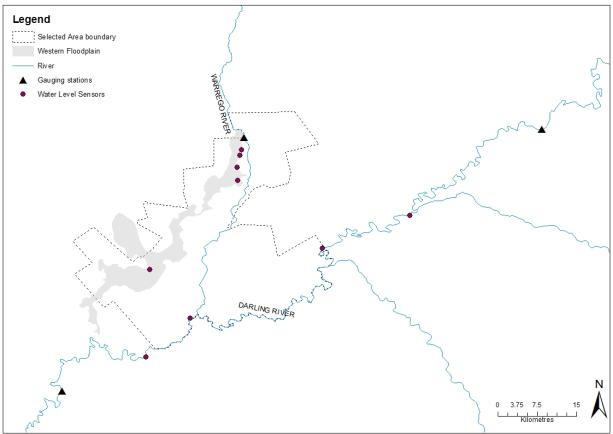 Legend
Selected Area boundary
Western Floodplain
River
Gauging stations
Water Level Sensors
WARREGO RIVER
DARLING RIVER
N
0 3.75 7.5 15
Kilometres